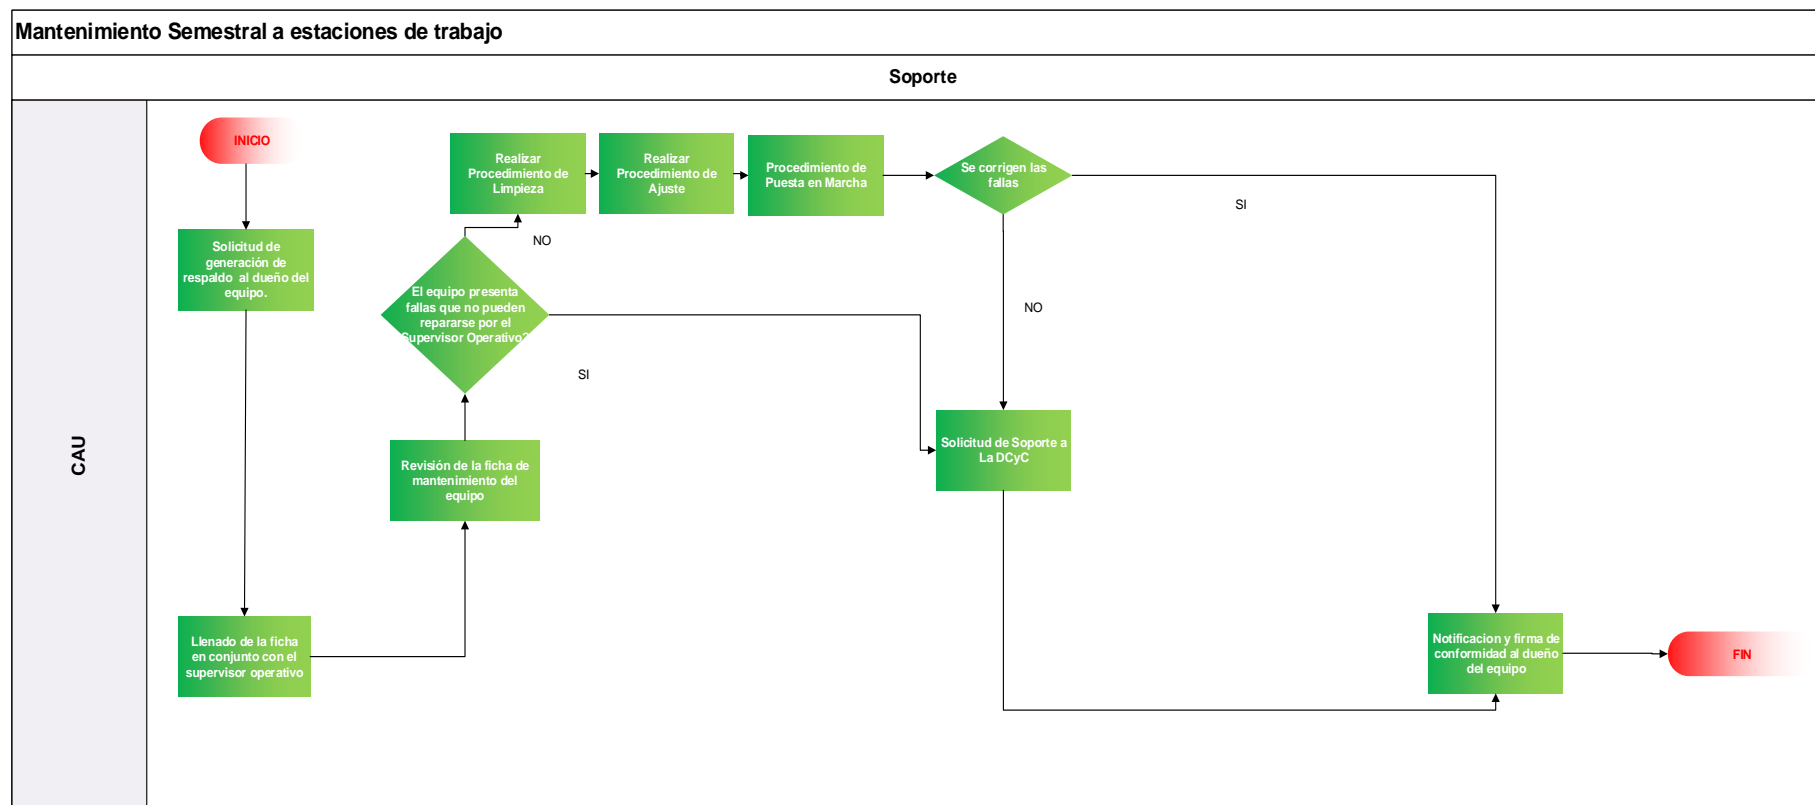 Mantenimiento Semestral a estaciones de trabajo
Soporte
CAU
INICIO
Solicitud de
generación de
respaldo al dueño del
equipo.
Llenado de la ficha
en conjunto con el
supervisor operativo
Revisión de la ficha de
mantenimiento del
equipo
El equipo presenta
fallas que no pueden
repararse por el
Supervisor Operativo?
NO
SI
Realizar
Procedimiento de
Limpieza
Realizar
Procedimiento de
Ajuste
Procedimiento de
Puesta en Marcha
Se corrigen las
fallas
SI
NO
Solicitud de Soporte a
La DCyC
Notificacion y firma de
conformidad al dueño
del equipo
FIN